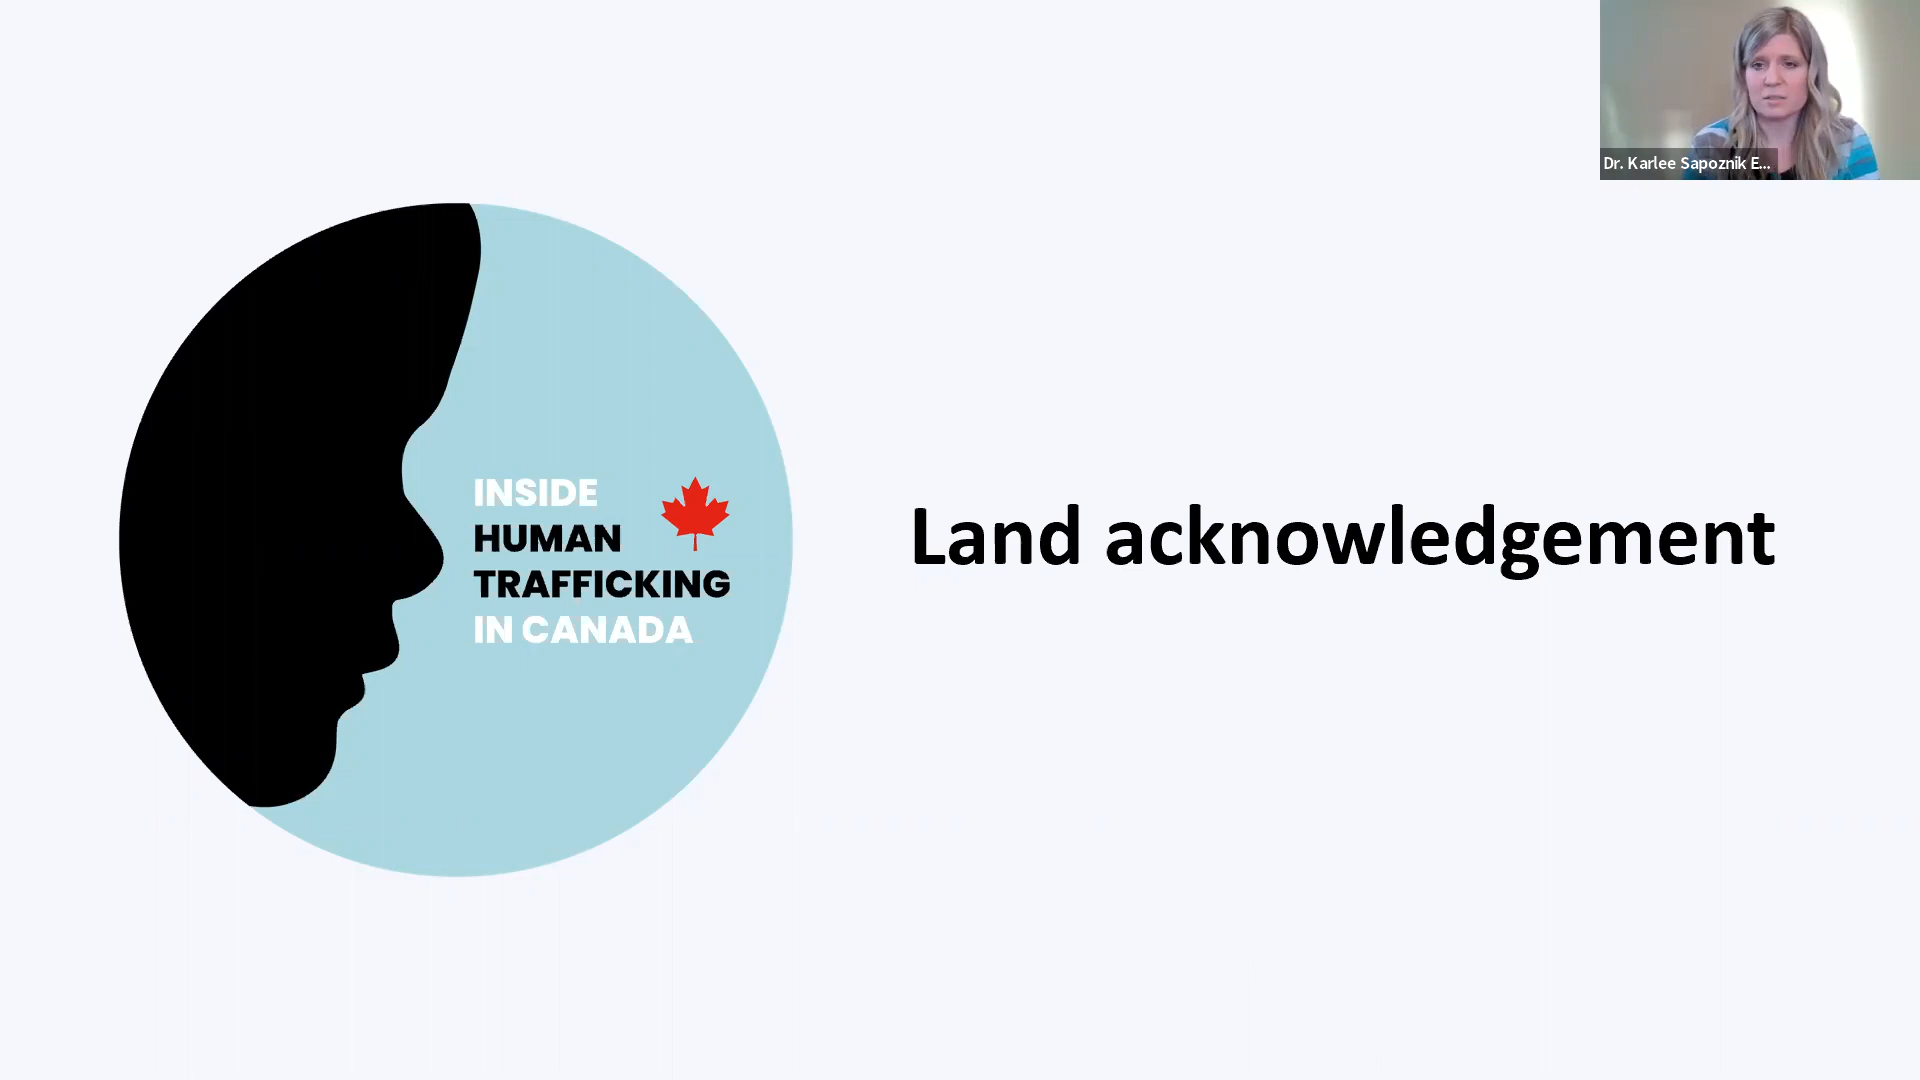 Dr. Karlee Sapoznik E...
INSIDE
HUMAN
TRAFFICKING
IN CANADA
Land acknowledgement